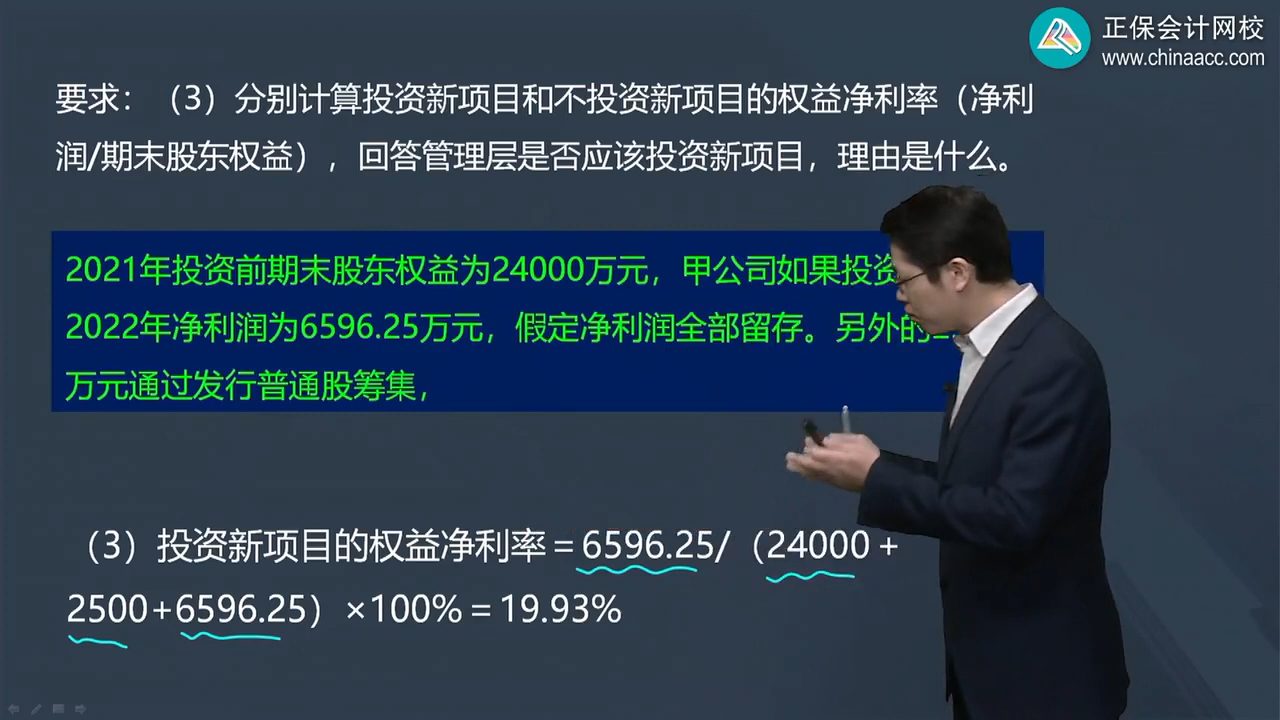 正保会计网校
www.chinaacc.com
要求：（3）分别计算投资新项目和不投资新项目的权益净利率（净利
润/期末股东权益），回答管理层是否应该投资新项目，理由是什么。
2021年投资前期末股东权益为24000万元，甲公司如果投资
2022年净利润为6596.25万元，假定净利润全部留存。另外的
万元通过发行普通股筹集，
（3）投资新项目的权益净利率＝6596.25/（24000＋
2500+6596.25）×100%＝19.93%